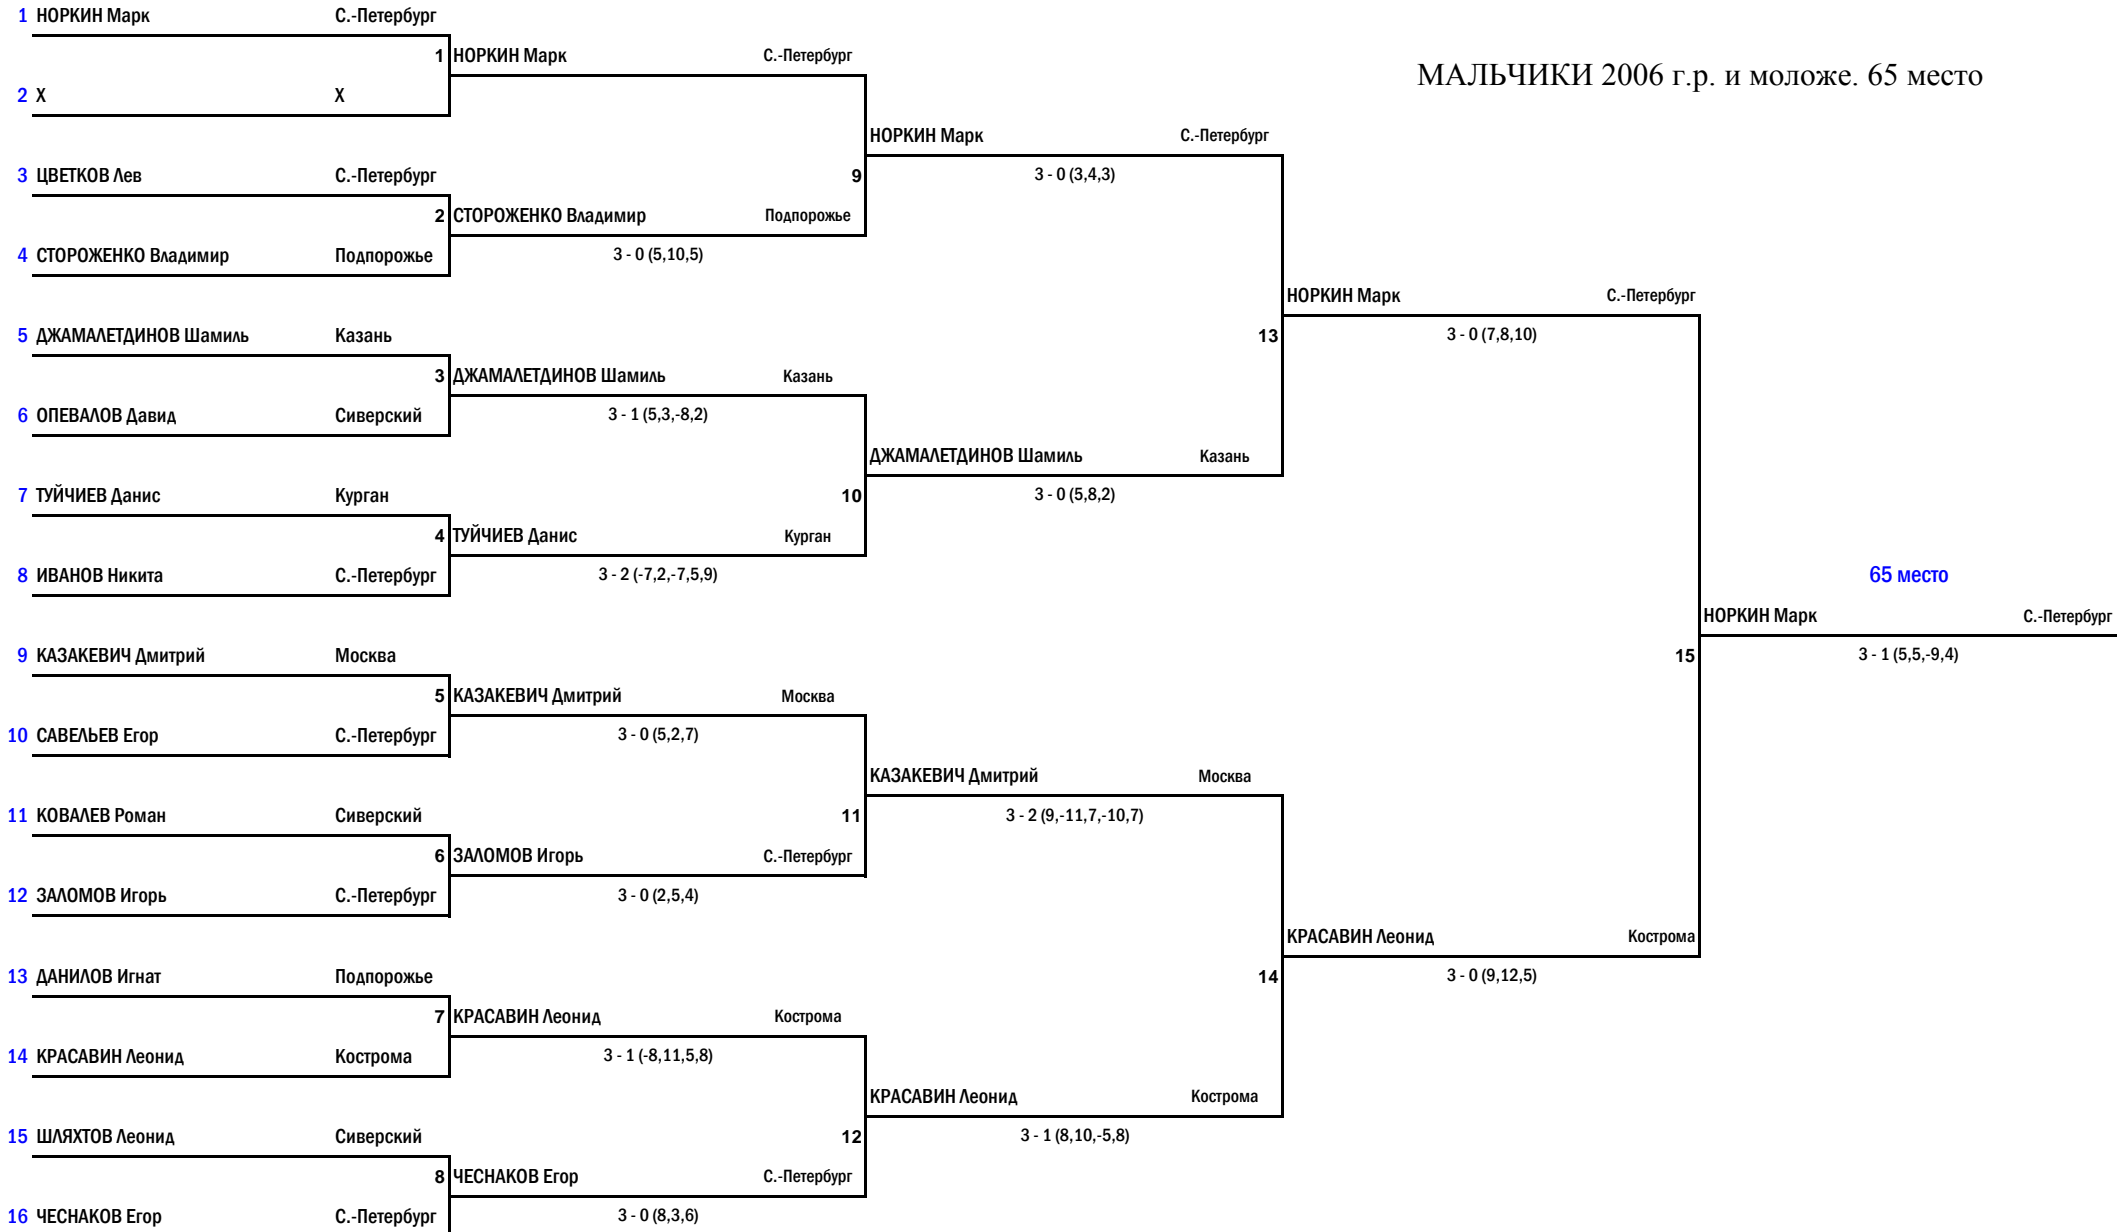 1 НОРКИН Марк С.-Петербург
1 НОРКИН Марк С.-Петербург
МАЛЬЧИКИ 2006 г.р. и моложе. 65 место
2 X X
НОРКИН Марк С.-Петербург
3 ЦВЕТКОВ Лев С.-Петербург 9 3 - 0 (3,4,3)
2 СТОРОЖЕНКО Владимир Подпорожье
4 СТОРОЖЕНКО Владимир Подпорожье 3 - 0 (5,10,5)
НОРКИН Марк С.-Петербург
5 ДЖАМАЛЕТДИНОВ Шамиль Казань 13 3 - 0 (7,8,10)
3 ДЖАМАЛЕТДИНОВ Шамиль Казань
6 ОПЕВАЛОВ Давид Сиверский 3 - 1 (5,3,-8,2)
ДЖАМАЛЕТДИНОВ Шамиль Казань
7 ТУЙЧИЕВ Данис Курган 10 3 - 0 (5,8,2)
4 ТУЙЧИЕВ Данис Курган
8 ИВАНОВ Никита С.-Петербург 3 - 2 (-7,2,-7,5,9) 65 место
НОРКИН Марк С.-Петербург
9 КАЗАКЕВИЧ Дмитрий Москва 15 3 - 1 (5,5,-9,4)
5 КАЗАКЕВИЧ Дмитрий Москва
10 САВЕЛЬЕВ Егор С.-Петербург 3 - 0 (5,2,7)
КАЗАКЕВИЧ Дмитрий Москва
11 КОВАЛЕВ Роман Сиверский 11 3 - 2 (9,-11,7,-10,7)
6 ЗАЛОМОВ Игорь С.-Петербург
12 ЗАЛОМОВ Игорь С.-Петербург 3 - 0 (2,5,4)
КРАСАВИН Леонид Кострома
13 ДАНИЛОВ Игнат Подпорожье 14 3 - 0 (9,12,5)
7 КРАСАВИН Леонид Кострома
14 КРАСАВИН Леонид Кострома 3 - 1 (-8,11,5,8)
КРАСАВИН Леонид Кострома
15 ШЛЯХТОВ Леонид Сиверский 12 3 - 1 (8,10,-5,8)
8 ЧЕСНАКОВ Егор С.-Петербург
16 ЧЕСНАКОВ Егор С.-Петербург 3 - 0 (8,3,6)